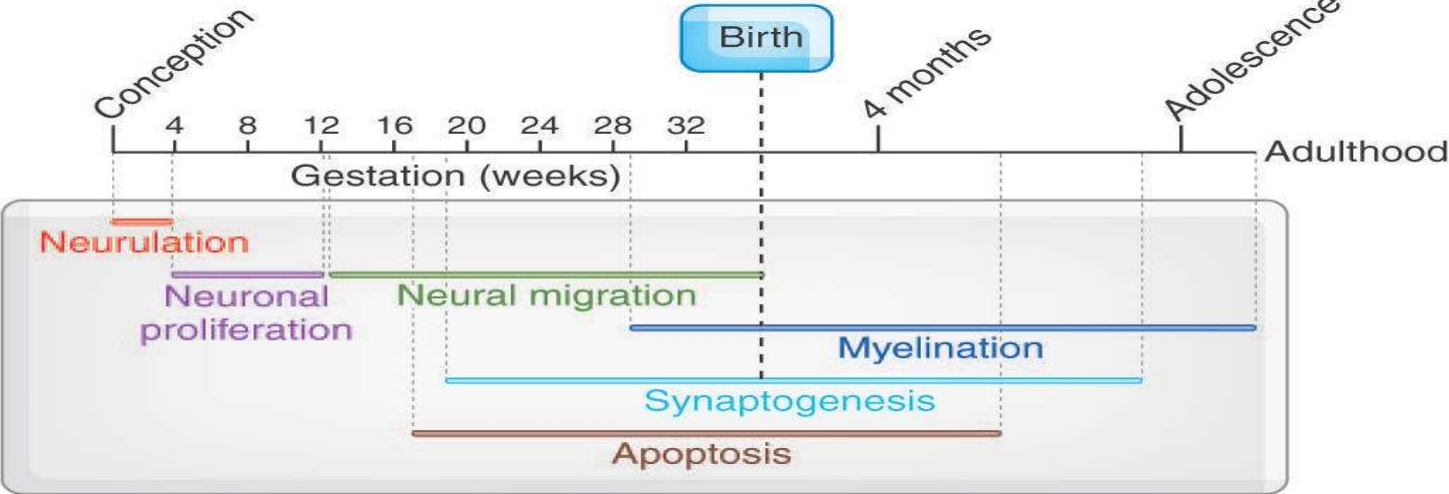 Conception
Birth
4 months
Adolescence
4 8 12 16 20 24 28 32
Adulthood
Gestation (weeks)
Neurulation
Neuronal
proliferation
Neural migration
Myelination
Synaptogenesis
Apoptosis